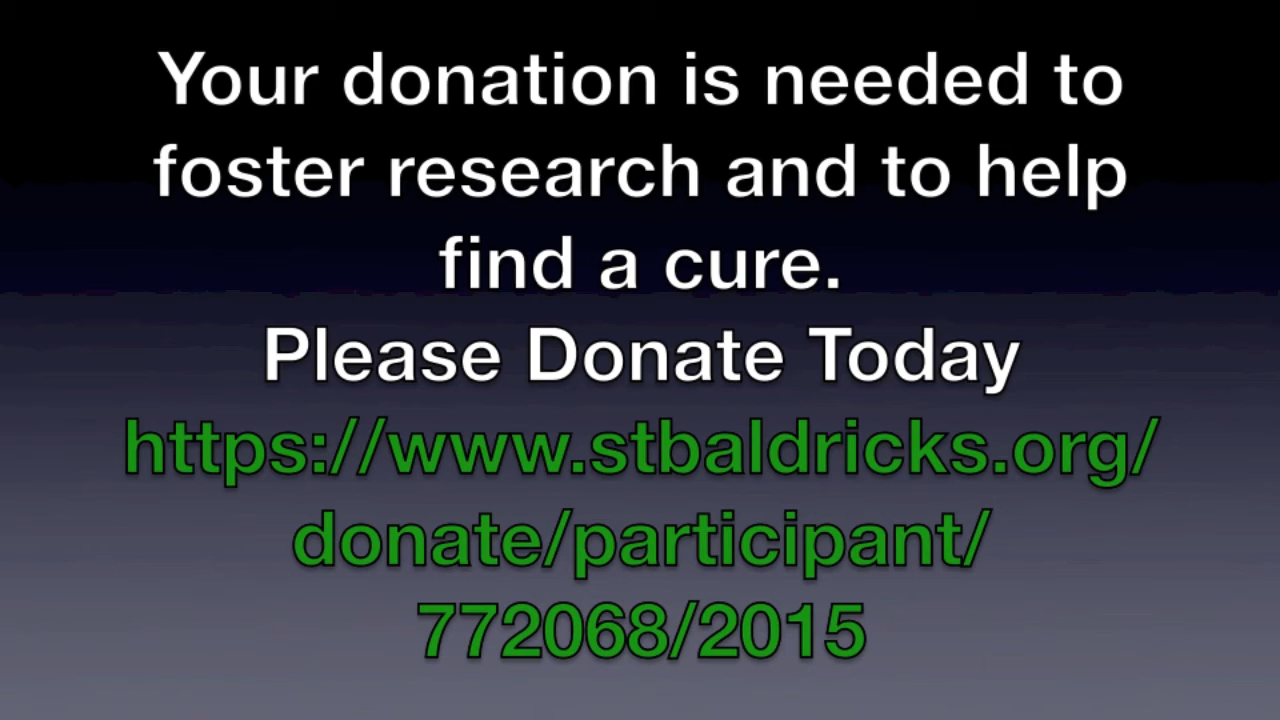 Your donation is needed to
foster research and to help
find a cure.
Please Donate Today
https://www.stbaldricks.org/
donate/participant/
772068/2015